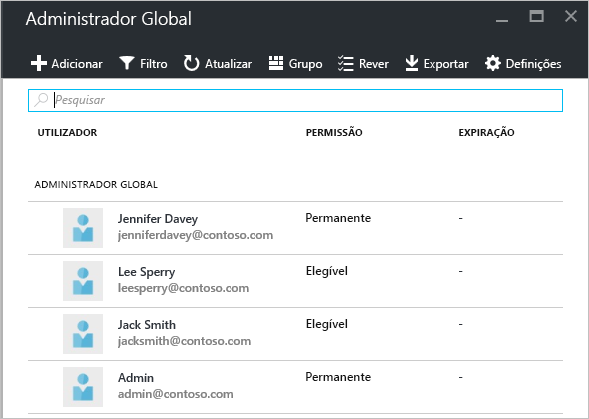 Administrador Global
Adicionar Filtro Atualizar Grupo Rever Exportar Definições
Pesquisar
UTILIZADOR PERMISSÃO EXPIRAÇÃO
ADMINISTRADOR GLOBAL
Jennifer Davey Permanente -
jenniferdavey@contoso.com
Lee Sperry Elegível -
leesperry@contoso.com
Jack Smith Elegível -
jacksmith@contoso.com
Admin Permanente -
admin@contoso.com